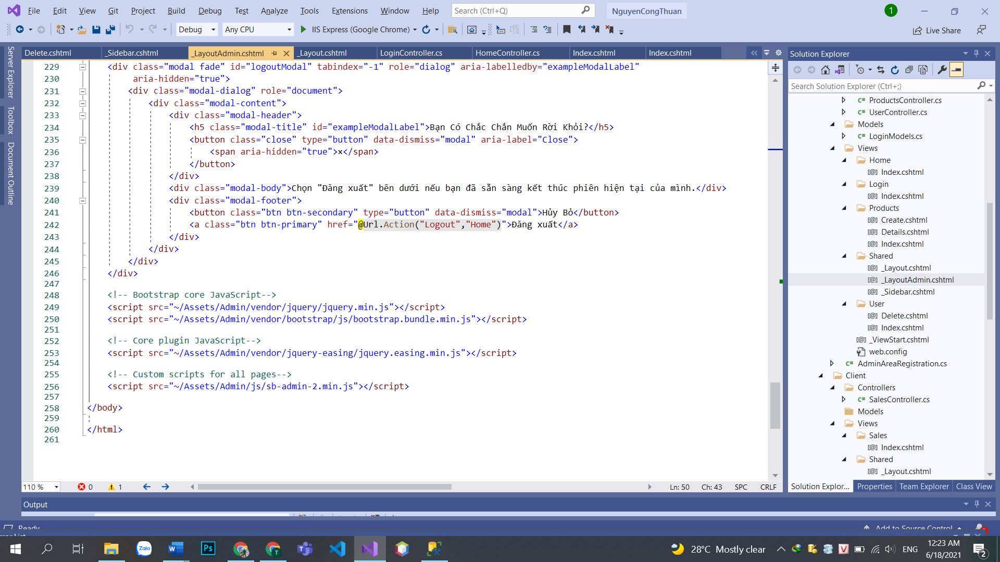 File Edit View Git Project Build Debug Test Analyze Tools Extensions Window Help Search (Ctrl+Q) NguyenCongThuan 1
Debug Any CPU IIS Express (Google Chrome) Live Share
Server Explorer
Toolbox
Document Outline
Delete.cshtml _Sidebar.cshtml _LayoutAdmin.cshtml _Layout.cshtml LoginController.cs HomeController.cs Index.cshtml Index.cshtml
229 <div class="modal fade" id="logoutModal" tabindex="-1" role="dialog" aria-labelledby="exampleModalLabel"
230 aria-hidden="true">
231 <div class="modal-dialog" role="document">
232 <div class="modal-content">
233 <div class="modal-header">
234 <h5 class="modal-title" id="exampleModalLabel">Bạn Có Chắc Chắn Muốn Rời Khỏi?</h5>
235 <button class="close" type="button" data-dismiss="modal" aria-label="Close">
236 <span aria-hidden="true">×</span>
237 </button>
238 </div>
239 <div class="modal-body">Chọn "Đăng xuất" bên dưới nếu bạn đã sẵn sàng kết thúc phiên hiện tại của mình.</div>
240 <div class="modal-footer">
241 <button class="btn btn-secondary" type="button" data-dismiss="modal">Hủy Bỏ</button>
242 <a class="btn btn-primary" href="@Url.Action("Logout","Home")">Đăng xuất</a>
243 </div>
244 </div>
245 </div>
246 </div>
247
248 <!-- Bootstrap core JavaScript-->
249 <script src="~/Assets/Admin/vendor/jquery/jquery.min.js"></script>
250 <script src="~/Assets/Admin/vendor/bootstrap/js/bootstrap.bundle.min.js"></script>
251
252 <!-- Core plugin JavaScript-->
253 <script src="~/Assets/Admin/vendor/jquery-easing/jquery.easing.min.js"></script>
254
255 <!-- Custom scripts for all pages-->
256 <script src="~/Assets/Admin/js/sb-admin-2.min.js"></script>
257
258 </body>
259
260 </html>
261
110 % 0 1 Ln: 50 Ch: 43 SPC CRLF
Solution Explorer
Search Solution Explorer (Ctrl+;)
C# ProductsController.cs
C# UserController.cs
Models
C# LoginModels.cs
Views
Home
[@] Index.cshtml
Login
[@] Index.cshtml
Products
[@] Create.cshtml
[@] Details.cshtml
[@] Index.cshtml
Shared
[@] _Layout.cshtml
[@] _LayoutAdmin.cshtml
[@] _Sidebar.cshtml
User
[@] Delete.cshtml
[@] Index.cshtml
[@] _ViewStart.cshtml
web.config
C# AdminAreaRegistration.cs
Client
Controllers
C# SalesController.cs
Models
Views
Sales
[@] Index.cshtml
Shared
[@] _Layout.cshtml
Solution Explor... Properties Team Explorer Class View
Output
Ready Add to Source Control
Zalo Ps T
28°C Mostly clear ENG 12:23 AM
6/18/2021 2